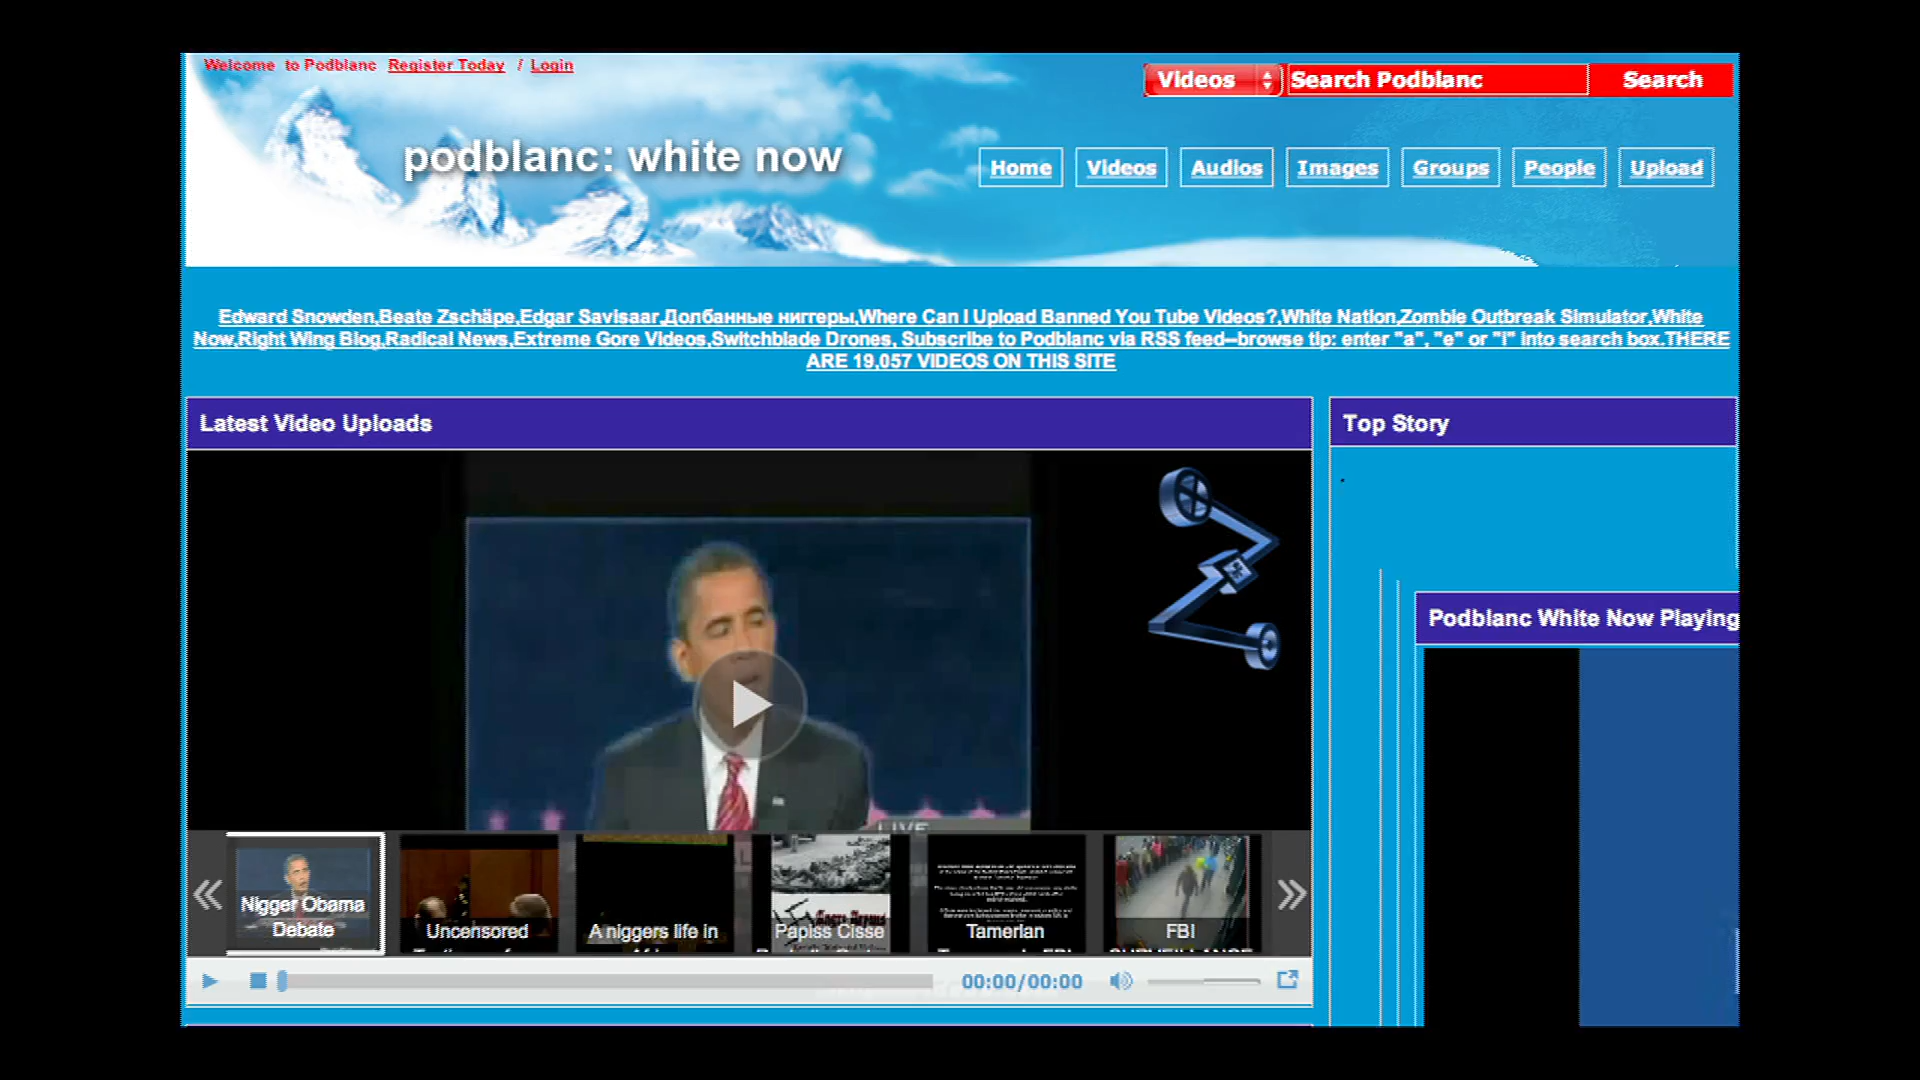 Welcome to Podblanc Register Today / Login
Videos Search Podblanc Search
podblanc: white now
Home Videos Audios Images Groups People Upload
Edward Snowden,Beate Zschäpe,Edgar Savisaar,Долбанные ниггеры,Where Can I Upload Banned You Tube Videos?,White Nation,Zombie Outbreak Simulator,White
Now,Right Wing Blog,Radical News,Extreme Gore Videos,Switchblade Drones, Subscribe to Podblanc via RSS feed--browse tip: enter "a", "e" or "i" into search box.THERE
ARE 19,057 VIDEOS ON THIS SITE
Latest Video Uploads
Top Story
Podblanc White Now Playing
LIVE
Nigger Obama
Debate
Uncensored
A niggers life in
Papiss Cisse
Tamerlan
FBI
SURVEILLANCE
00:00/00:00